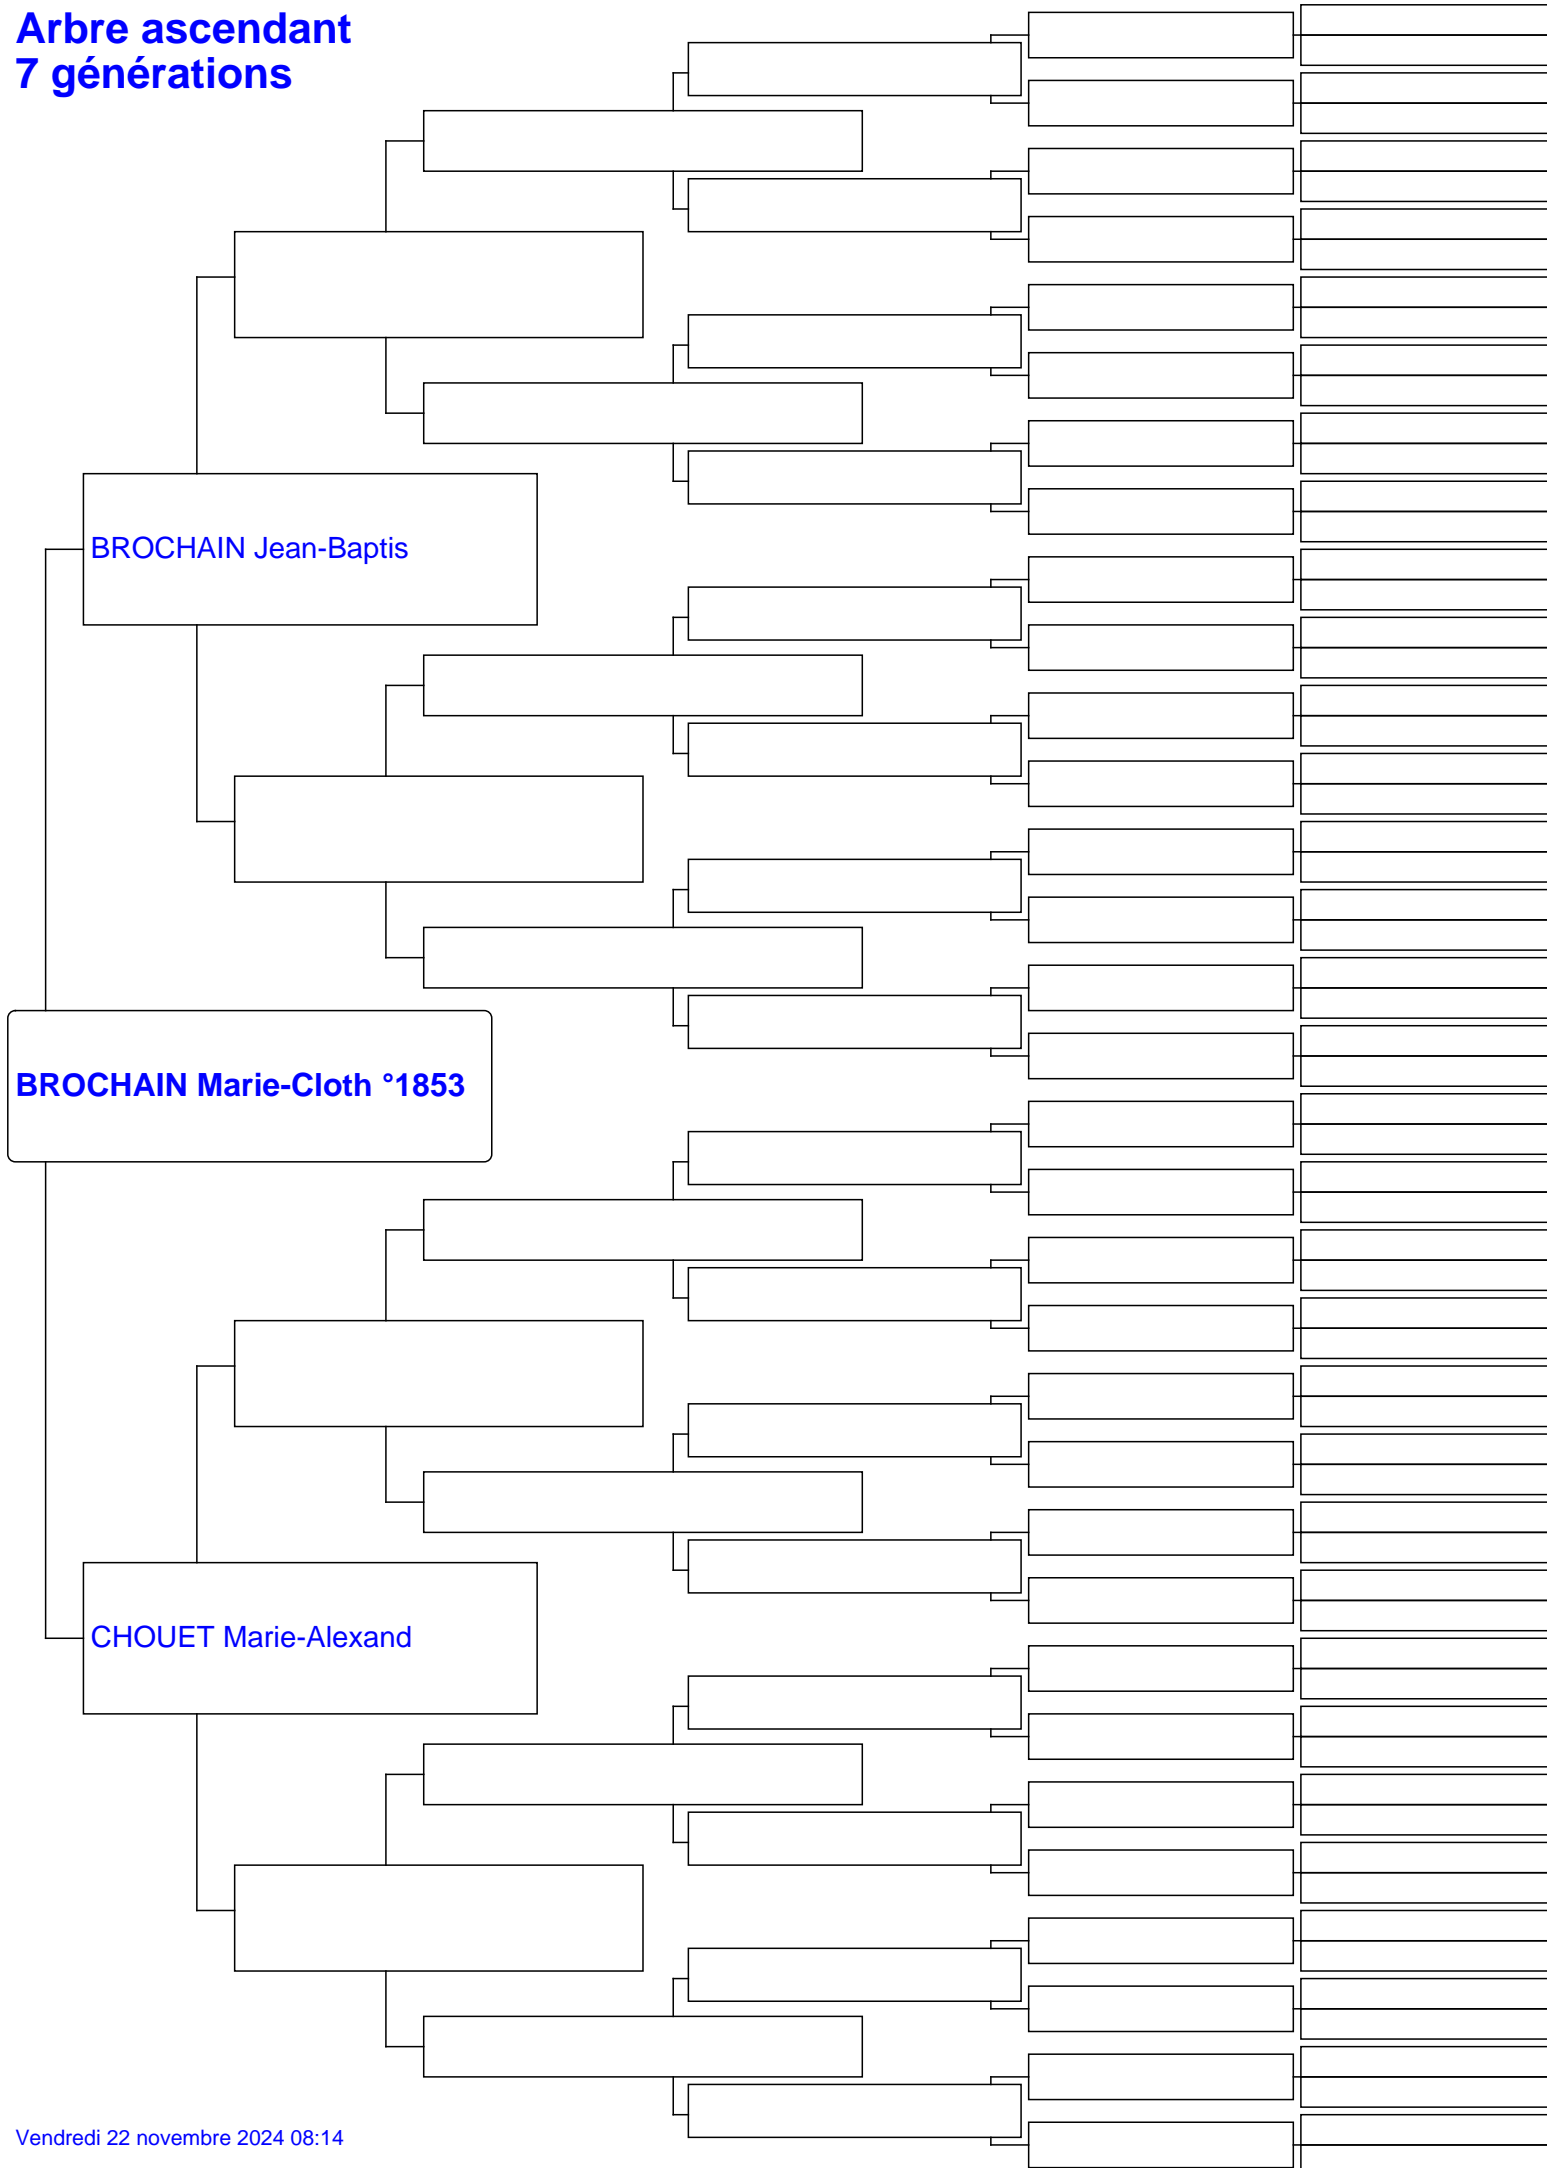 Arbre ascendant
7 générations
BROCHAIN Jean-Baptis
BROCHAIN Marie-Cloth °1853
CHOUET Marie-Alexand
Vendredi 22 novembre 2024 08:14